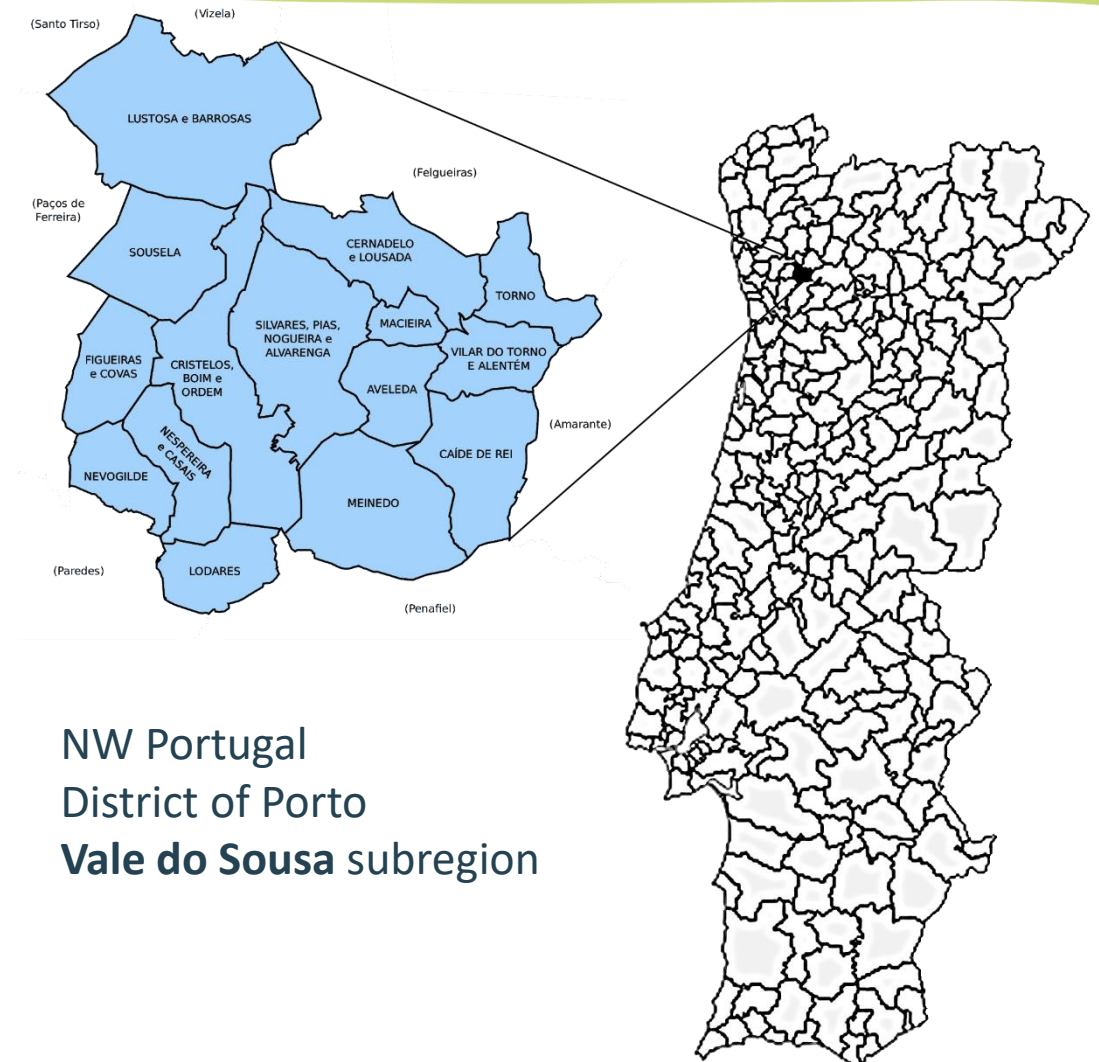 (Vizela)
(Santo Tirso)
LUSTOSA e BARROSAS
(Felgueiras)
(Paços de
Ferreira)
SOUSELA
CERNADELO
e LOUSADA
TORNO
SILVARES, PIAS,
NOGUEIRA e
ALVARENGA
MACIEIRA
VILAR DO TORNO
E ALENTÉM
FIGUEIRAS
e COVAS
CRISTELOS,
BOIM e
ORDEM
AVELEDA
(Amarante)
NESPEREIRA
e CASAIS
CAÍDE DE REI
NEVOGILDE
MEINEDO
(Paredes)
LODARES
(Penafiel)
NW Portugal
District of Porto
Vale do Sousa subregion